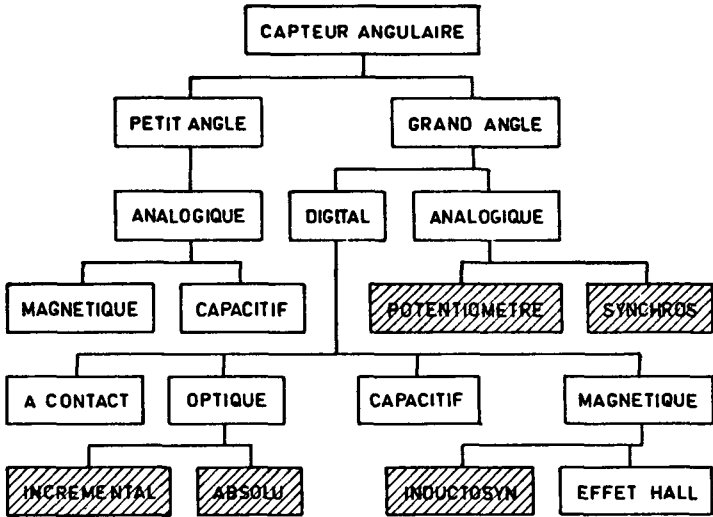 CAPTEUR ANGULAIRE
PETIT ANGLE
GRAND ANGLE
ANALOGIQUE
DIGITAL
ANALOGIQUE
MAGNETIQUE
CAPACITIF
POTENTIOMETRE
SYNCHROS
A CONTACT
OPTIQUE
CAPACITIF
MAGNETIQUE
INCREMENTAL
ABSOLU
INDUCTOSYN
EFFET HALL